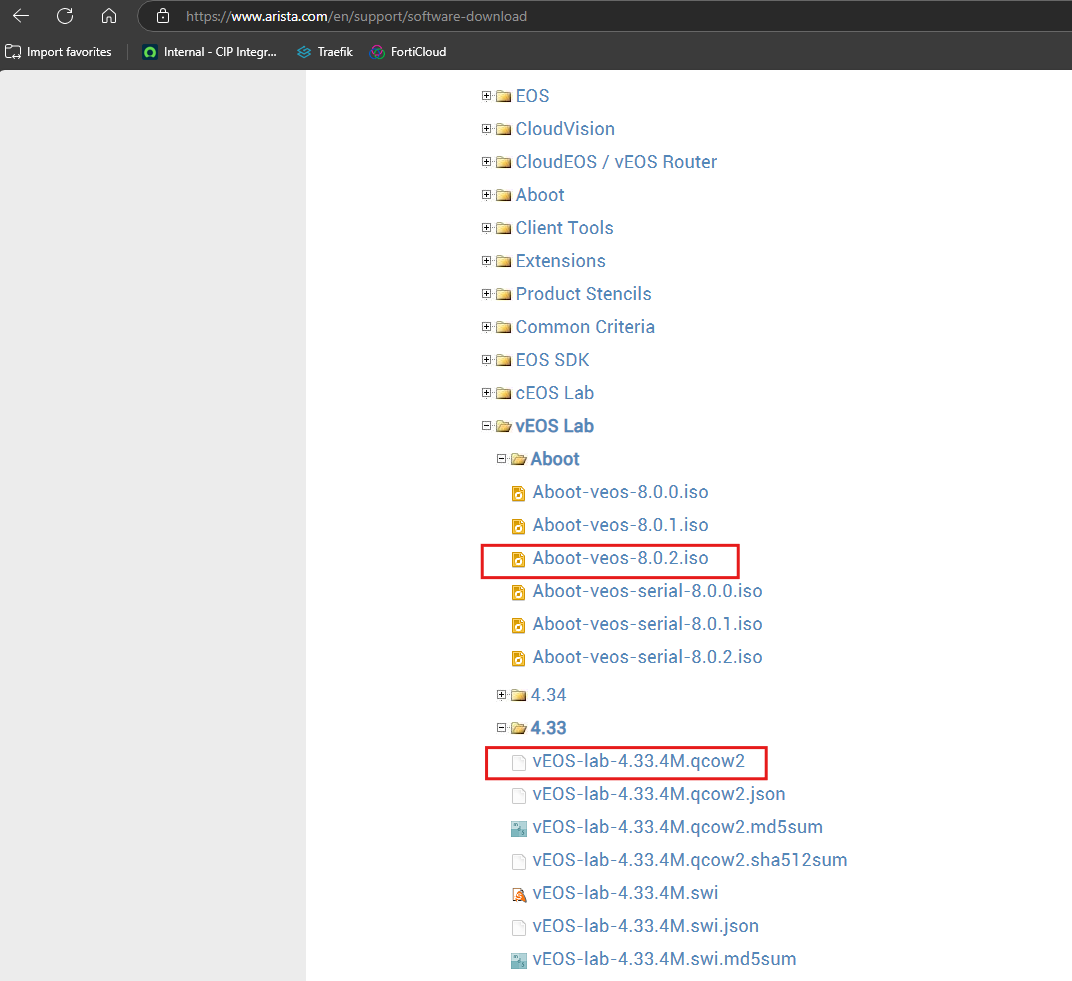 https://www.arista.com/en/support/software-download
Import favorites Internal - CIP Integr... Traefik FortiCloud
EOS
CloudVision
CloudEOS / vEOS Router
Aboot
Client Tools
Extensions
Product Stencils
Common Criteria
EOS SDK
cEOS Lab
vEOS Lab
Aboot
Aboot-veos-8.0.0.iso
Aboot-veos-8.0.1.iso
Aboot-veos-8.0.2.iso
Aboot-veos-serial-8.0.0.iso
Aboot-veos-serial-8.0.1.iso
Aboot-veos-serial-8.0.2.iso
4.34
4.33
vEOS-lab-4.33.4M.qcow2
vEOS-lab-4.33.4M.qcow2.json
vEOS-lab-4.33.4M.qcow2.md5sum
vEOS-lab-4.33.4M.qcow2.sha512sum
vEOS-lab-4.33.4M.swi
vEOS-lab-4.33.4M.swi.json
vEOS-lab-4.33.4M.swi.md5sum